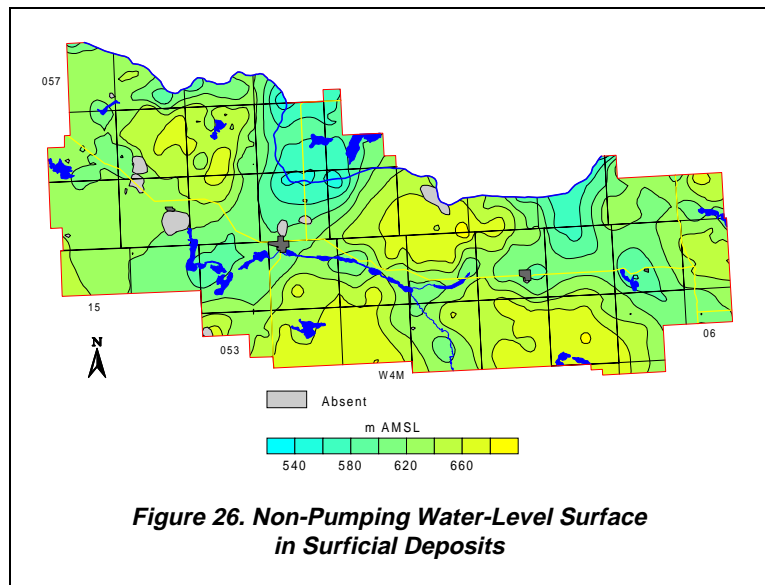 057
15
053
W4M
06
Absent
m AMSL
540 580 620 660
Figure 26. Non-Pumping Water-Level Surface
in Surficial Deposits